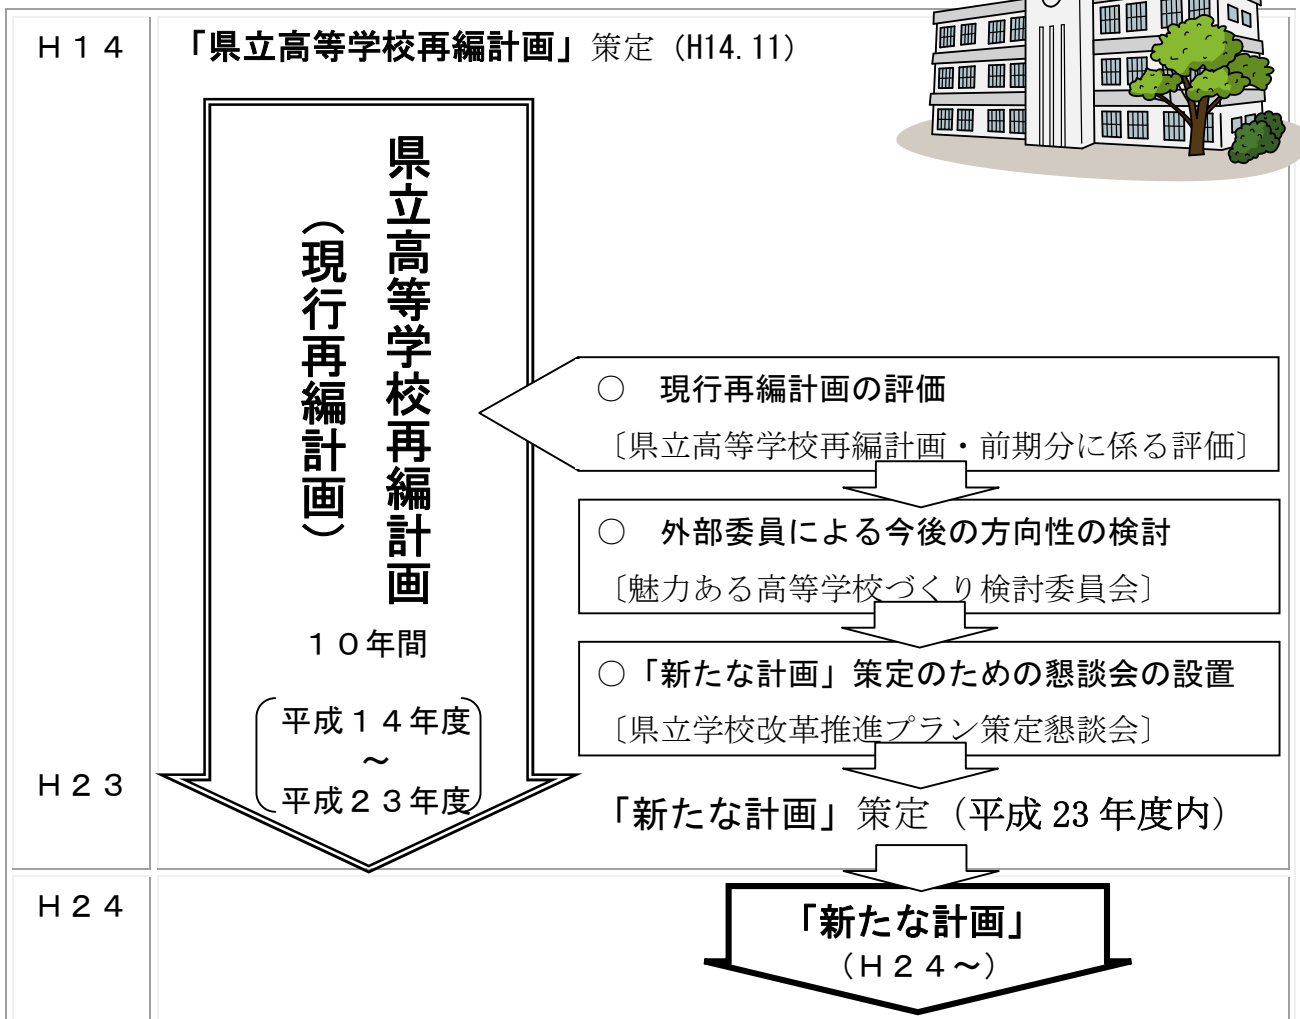 Ｈ１４
「県立高等学校再編計画」策定（H14.11）
県立高等学校再編計画
（現行再編計画）
１０年間
平成１４年度
～
平成２３年度
○　現行再編計画の評価
〔県立高等学校再編計画・前期分に係る評価〕
○　外部委員による今後の方向性の検討
〔魅力ある高等学校づくり検討委員会〕
○「新たな計画」策定のための懇談会の設置
〔県立学校改革推進プラン策定懇談会〕
Ｈ２３
「新たな計画」策定（平成 23 年度内）
Ｈ２４
「新たな計画」
（Ｈ２４～）